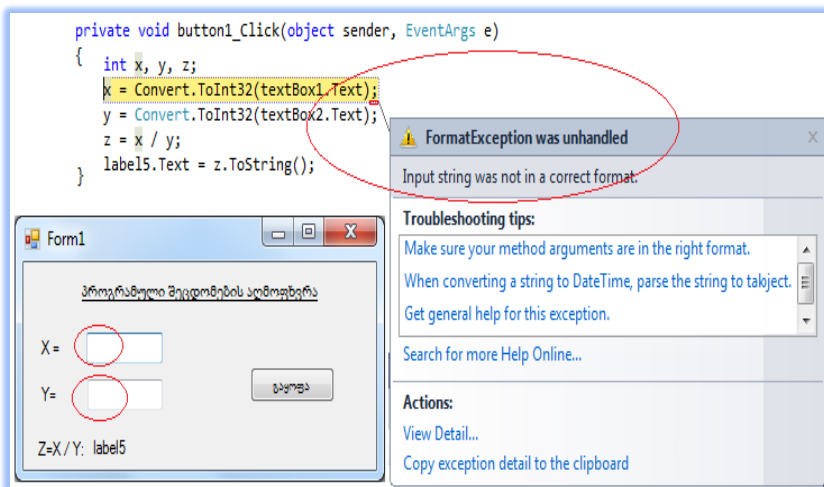 private void button1_Click(object sender, EventArgs e)
{
int x, y, z;
x = Convert.ToInt32(textBox1.Text);
y = Convert.ToInt32(textBox2.Text);
z = x / y;
label5.Text = z.ToString();
}
FormatException was unhandled
Input string was not in a correct format.
Troubleshooting tips:
Make sure your method arguments are in the right format.
When converting a string to DateTime, parse the string to takject.
Get general help for this exception.
Search for more Help Online...
Actions:
View Detail...
Copy exception detail to the clipboard
Form1
პროგრამული შეცდომების აღმოფხვრა
X =
Y=
გაყოფა
Z=X / Y: label5